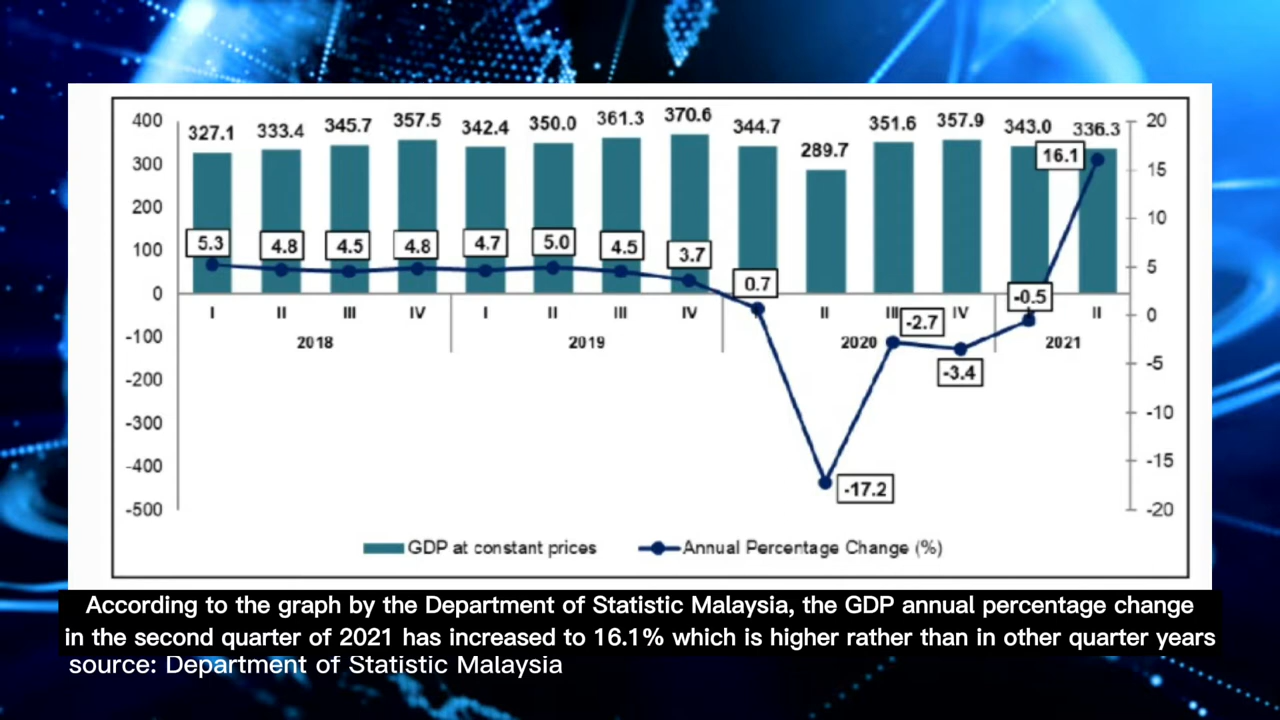 400 327.1 333.4 345.7 357.5 342.4 350.0 361.3 370.6 344.7 289.7 351.6 357.9 343.0 336.3 20
300 16.1 15
200 10
100 5.3 4.8 4.5 4.8 4.7 5.0 4.5 3.7 0.7 5
0 -0.5
I II III IV I II III IV II III IV II 0
-100 2018 2019 2020 -2.7 2021
-200 -3.4 -5
-300 -10
-400 -17.2 -15
-500 -20
GDP at constant prices Annual Percentage Change (%)
According to the graph by the Department of Statistic Malaysia, the GDP annual percentage change
in the second quarter of 2021 has increased to 16.1% which is higher rather than in other quarter years
source: Department of Statistic Malaysia